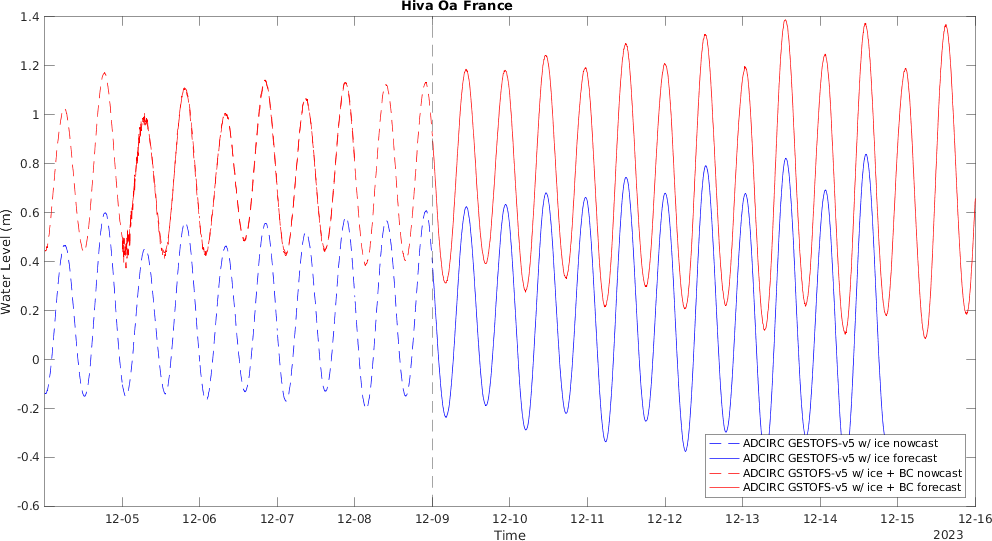 Hiva Oa France
1.4
1.2
1
0.8
0.6
0.4
0.2
0
-0.2
-0.4
-0.6
Water Level (m)
ADCIRC GESTOFS-v5 w/ ice nowcast
ADCIRC GESTOFS-v5 w/ ice forecast
ADCIRC GSTOFS-v5 w/ ice + BC nowcast
ADCIRC GSTOFS-v5 w/ ice + BC forecast
12-05 12-06 12-07 12-08 12-09 12-10 12-11 12-12 12-13 12-14 12-15 12-16
Time
2023